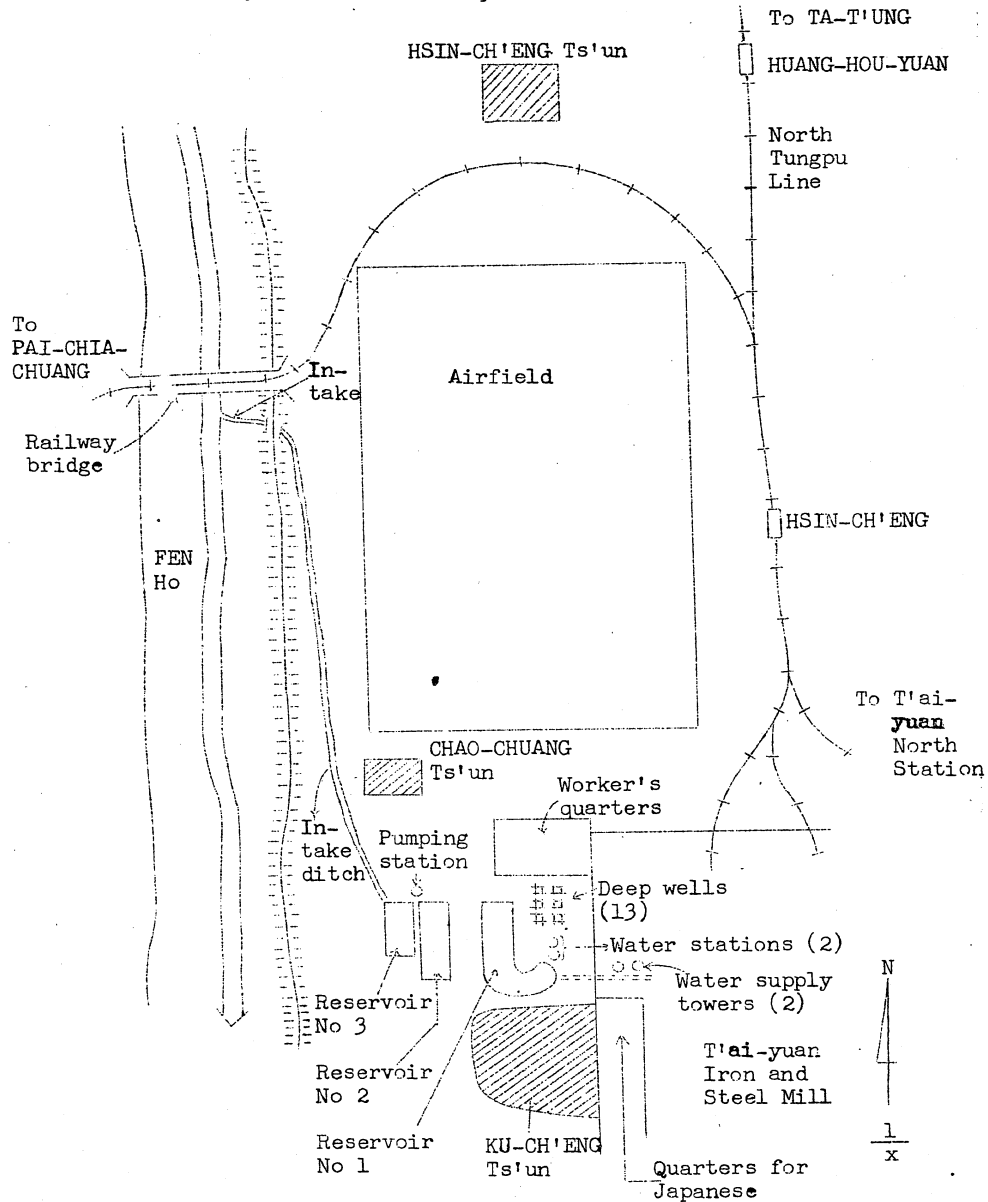 To TA-T'UNG
HSIN-CH'ENG Ts'un
HUANG-HOU-YUAN
North
Tungpu
Line
To
PAI-CHIA-
CHUANG
In-
take
Airfield
Railway
bridge
HSIN-CH'ENG
FEN
Ho
To T'ai-
yuan
North
Station
CHAO-CHUANG
Ts'un
Worker's
quarters
In-
take
ditch
Pumping
station
Deep wells
(13)
Water stations (2)
Water supply
towers (2)
N
Reservoir
No 3
T'ai-yuan
Iron and
Steel Mill
Reservoir
No 2
1
x
Reservoir
No 1
KU-CH'ENG
Ts'un
Quarters for
Japanese